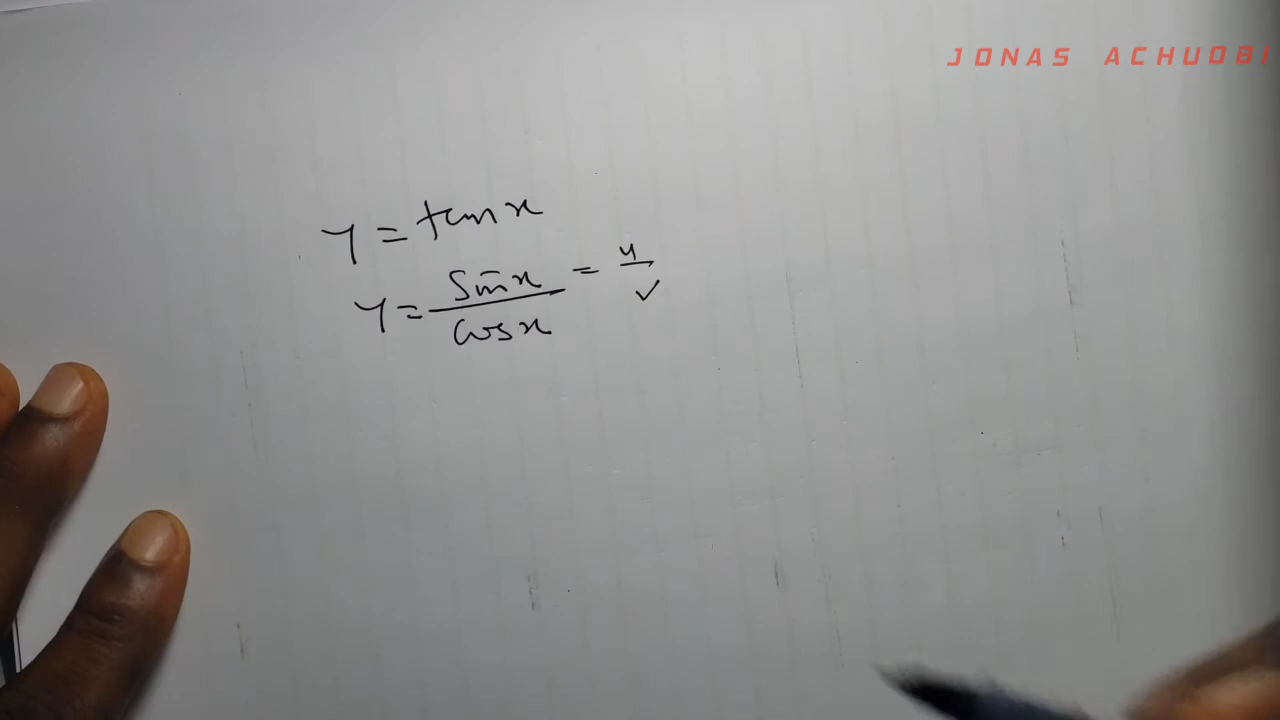 JONAS ACHUOBI
y = tan x
y = sin x / cos x = u / v